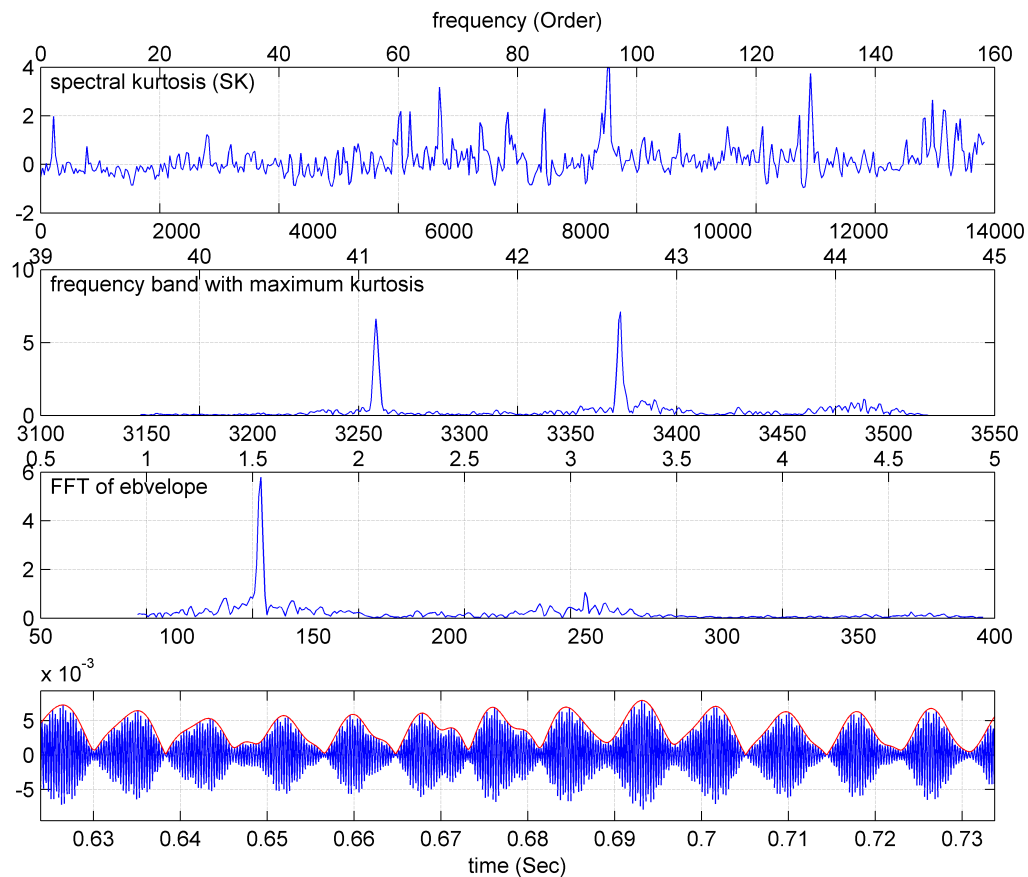 frequency (Order)
0 20 40 60 80 100 120 140 160
4
spectral kurtosis (SK)
2
0
-2
0 2000 4000 6000 8000 10000 12000 14000
39 40 41 42 43 44 45
10
frequency band with maximum kurtosis
5
0
3100 3150 3200 3250 3300 3350 3400 3450 3500 3550
0.5 1 1.5 2 2.5 3 3.5 4 4.5 5
6
FFT of ebvelope
4
2
0
50 100 150 200 250 300 350 400
x 10-3
5
0
-5
0.63 0.64 0.65 0.66 0.67 0.68 0.69 0.7 0.71 0.72 0.73
time (Sec)